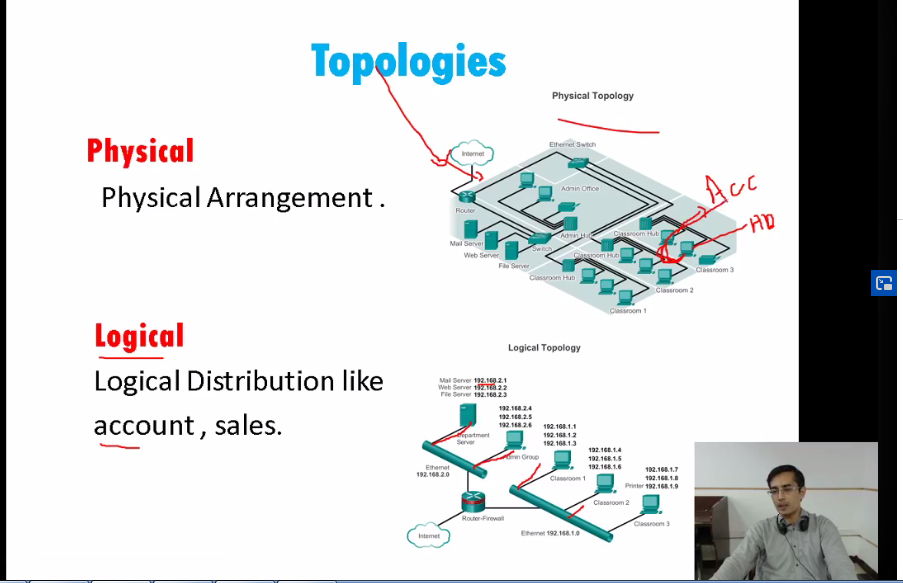 Topologies
Physical Topology
Physical
Physical Arrangement .
Internet
Ethernet Switch
Admin Office
Router
Mail Server
Web Server
File Server
Switch
Admin Hub
Classroom Hub
Classroom Hub
Classroom Hub
Classroom 3
Classroom 2
Classroom 1
Acc
Logical
Logical Distribution like
account , sales.
Logical Topology
Mail Server 192.168.2.1
Web Server 192.168.2.2
File Server 192.168.2.3
192.168.2.4
192.168.2.5
192.168.2.6
Department
Server
Admin Group
192.168.1.1
192.168.1.2
192.168.1.3
Classroom 1
192.168.1.4
192.168.1.5
192.168.1.6
Classroom 2
192.168.1.7
192.168.1.8
Printer 192.168.1.9
Classroom 3
Ethernet
192.168.2.0
Router-Firewall
Internet
Ethernet 192.168.1.0